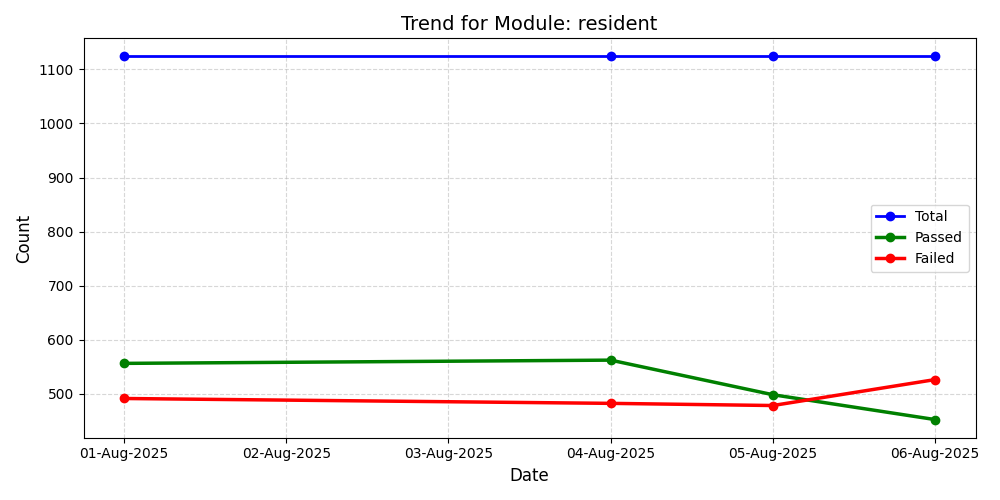 Trend for Module: resident
1100
1000
900
800
700
600
500
Count
Total
Passed
Failed
01-Aug-2025 02-Aug-2025 03-Aug-2025 04-Aug-2025 05-Aug-2025 06-Aug-2025
Date